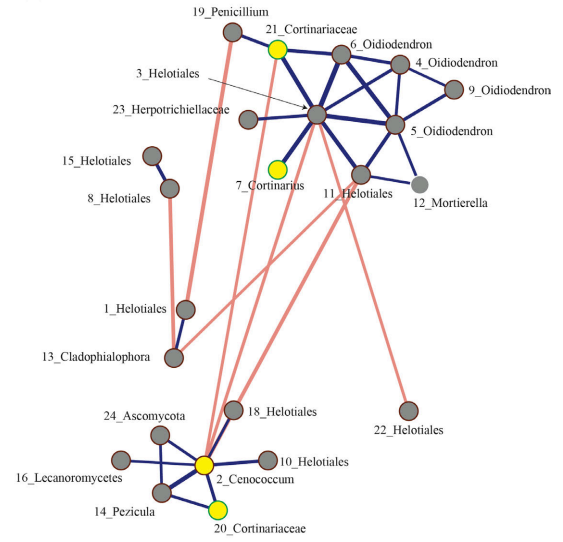 19_Penicillium
21_Cortinariaceae
6_Oidiodendron
4_Oidiodendron
3_Helotiales
9_Oidiodendron
23_Herpotrichiellaceae
5_Oidiodendron
15_Helotiales
7_Cortinarius
11_Helotiales
8_Helotiales
12_Mortierella
1_Helotiales
13_Cladophialophora
24_Ascomycota
18_Helotiales
22_Helotiales
10_Helotiales
16_Lecanoromycetes
2_Cenococcum
14_Pezicula
20_Cortinariaceae